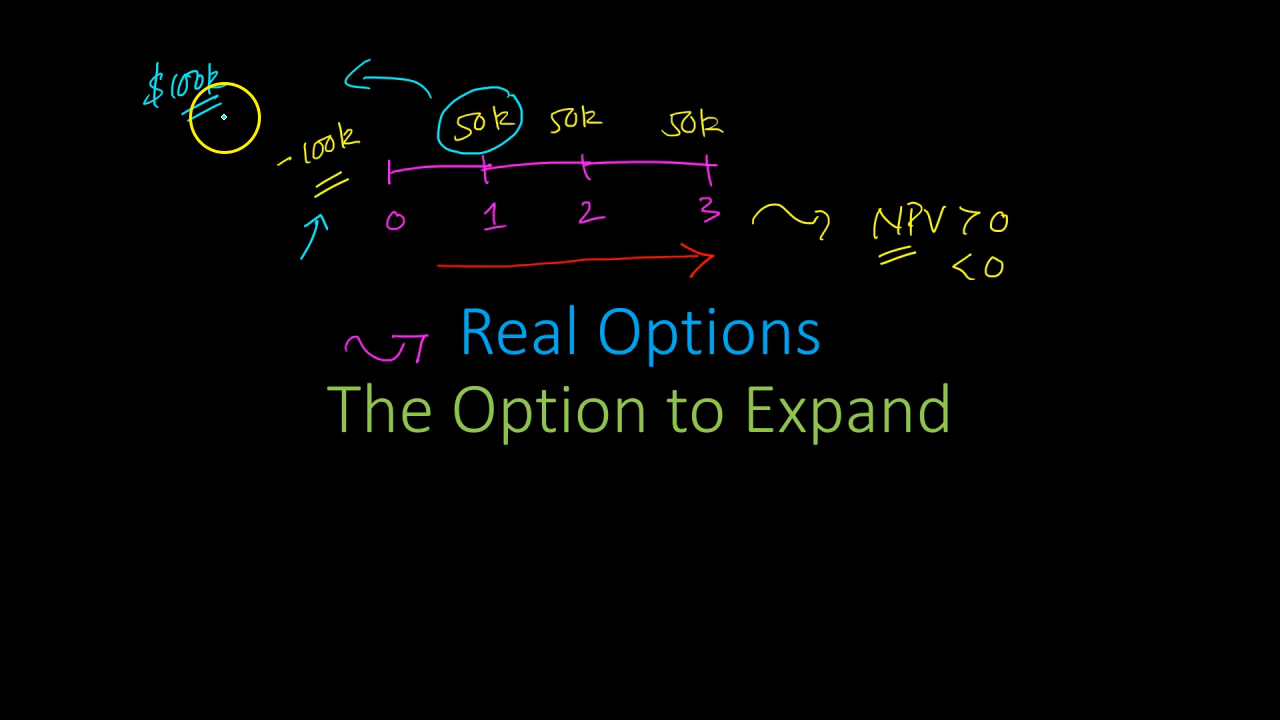 $100k
-100k 50k 50k 50k
0 1 2 3
NPV > 0
< 0
Real Options
The Option to Expand